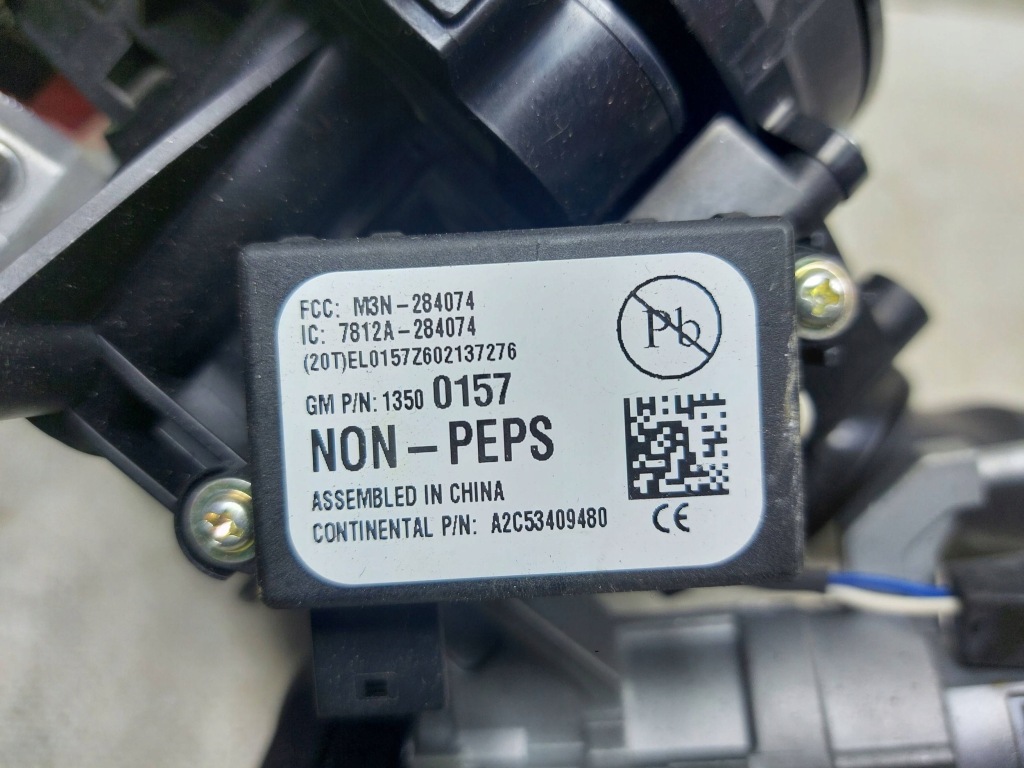 FCC: M3N-284074
IC: 7812A-284074
(20T)EL0157Z602137276
GM P/N: 1350 0157
NON-PEPS
ASSEMBLED IN CHINA
CONTINENTAL P/N: A2C53409480
Pb
CE